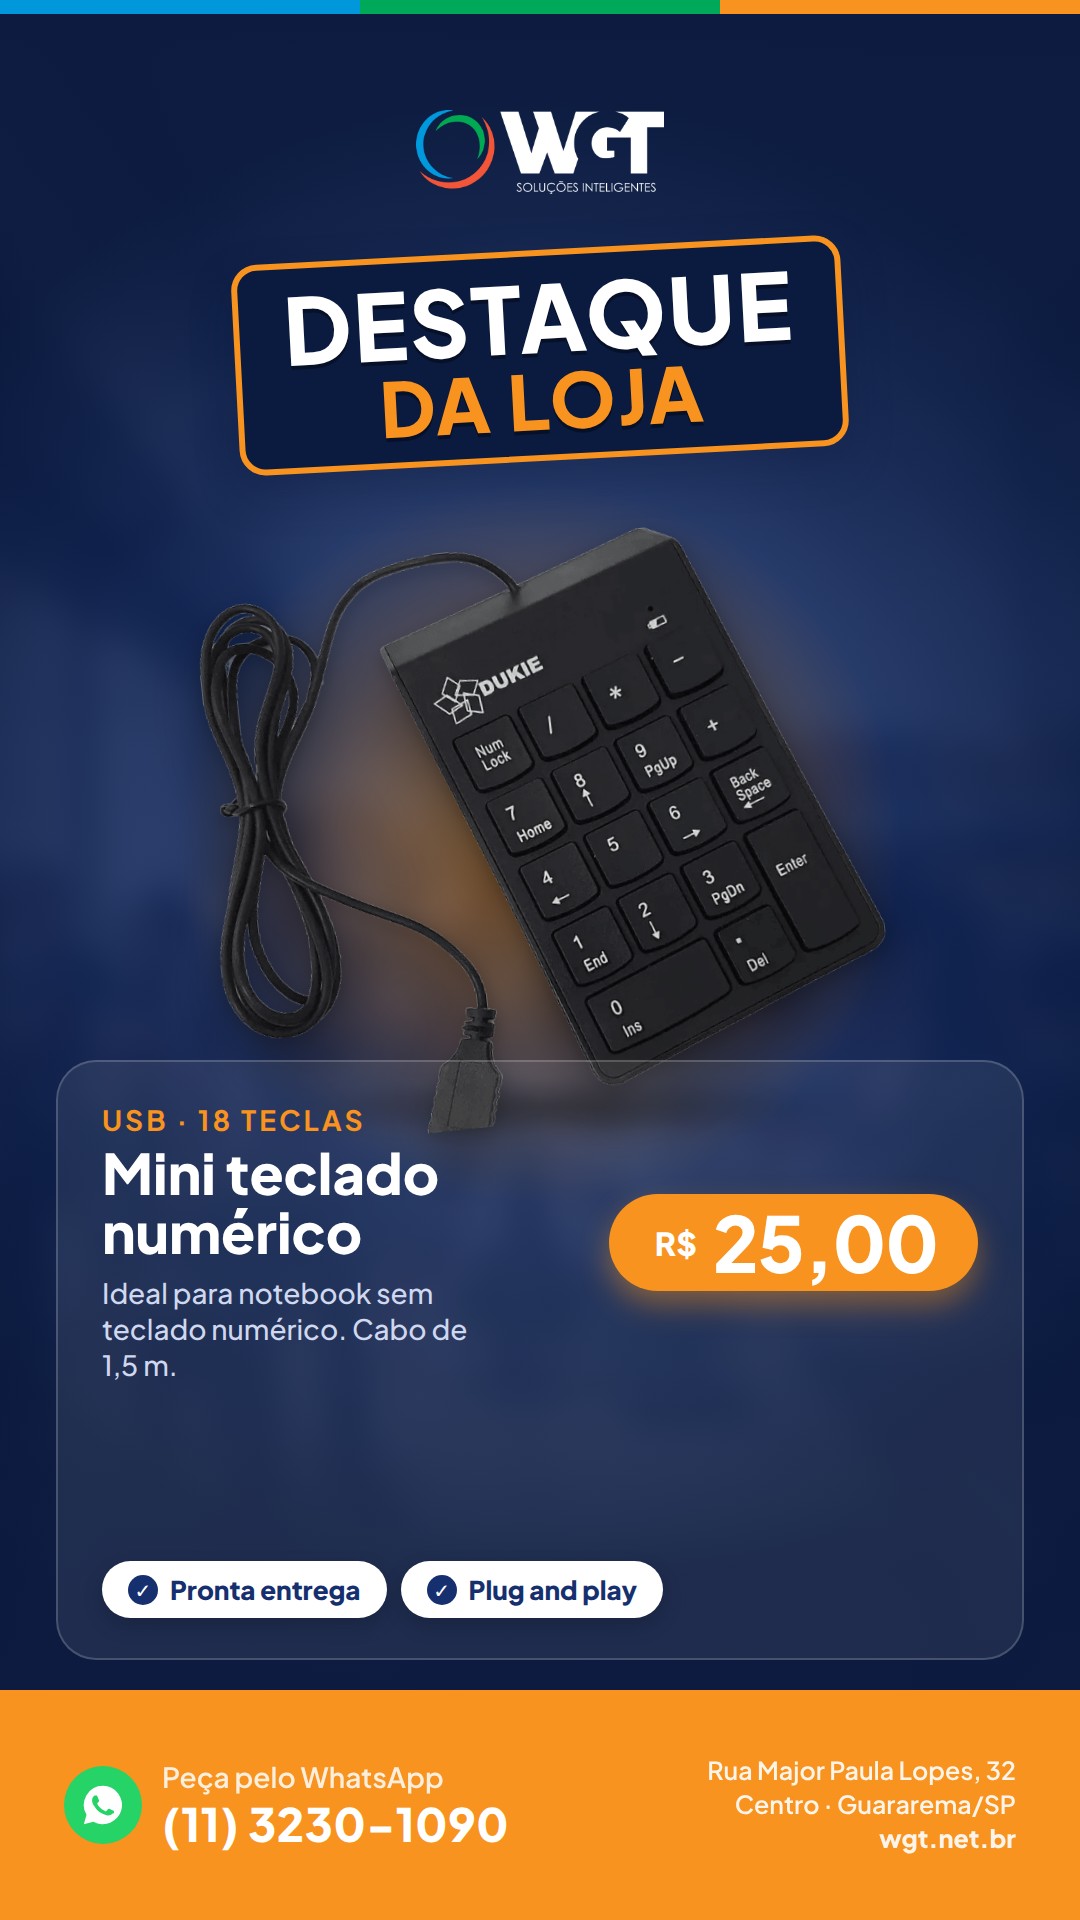 WGT
SOLUÇÕES INTELIGENTES
DESTAQUE
DA LOJA
DUKIE
Num Lock
/
*
-
7 Home
8 ↑
9 PgUp
+
4 ←
5
6 →
Back Space ←
1 End
2 ↓
3 PgDn
Enter
0 Ins
. Del
USB · 18 TECLAS
Mini teclado
numérico
R$ 25,00
Ideal para notebook sem
teclado numérico. Cabo de
1,5 m.
✓ Pronta entrega
✓ Plug and play
Peça pelo WhatsApp
(11) 3230-1090
Rua Major Paula Lopes, 32
Centro · Guararema/SP
wgt.net.br